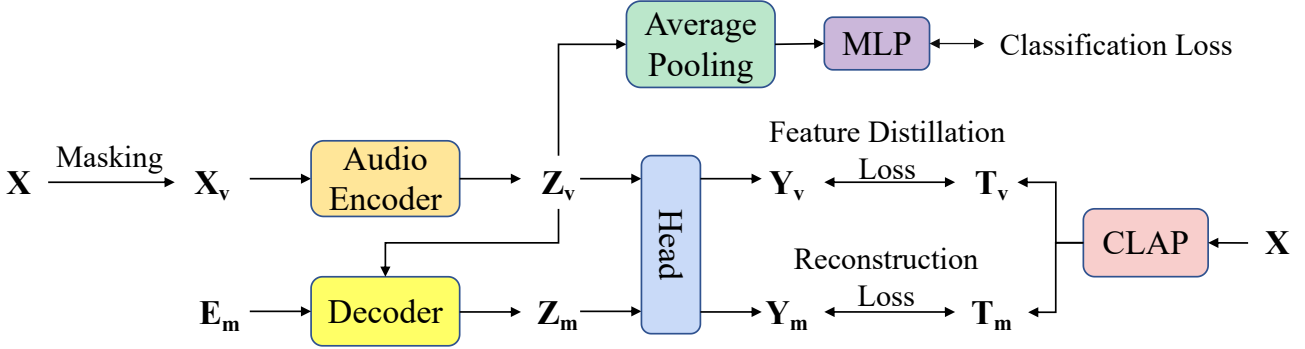 Average
Pooling
MLP
Classification Loss
X
Masking
Xᵥ
Audio
Encoder
Zᵥ
Head
Feature Distillation
Loss
Yᵥ
Tᵥ
CLAP
X
Eₘ
Decoder
Zₘ
Reconstruction
Loss
Yₘ
Tₘ